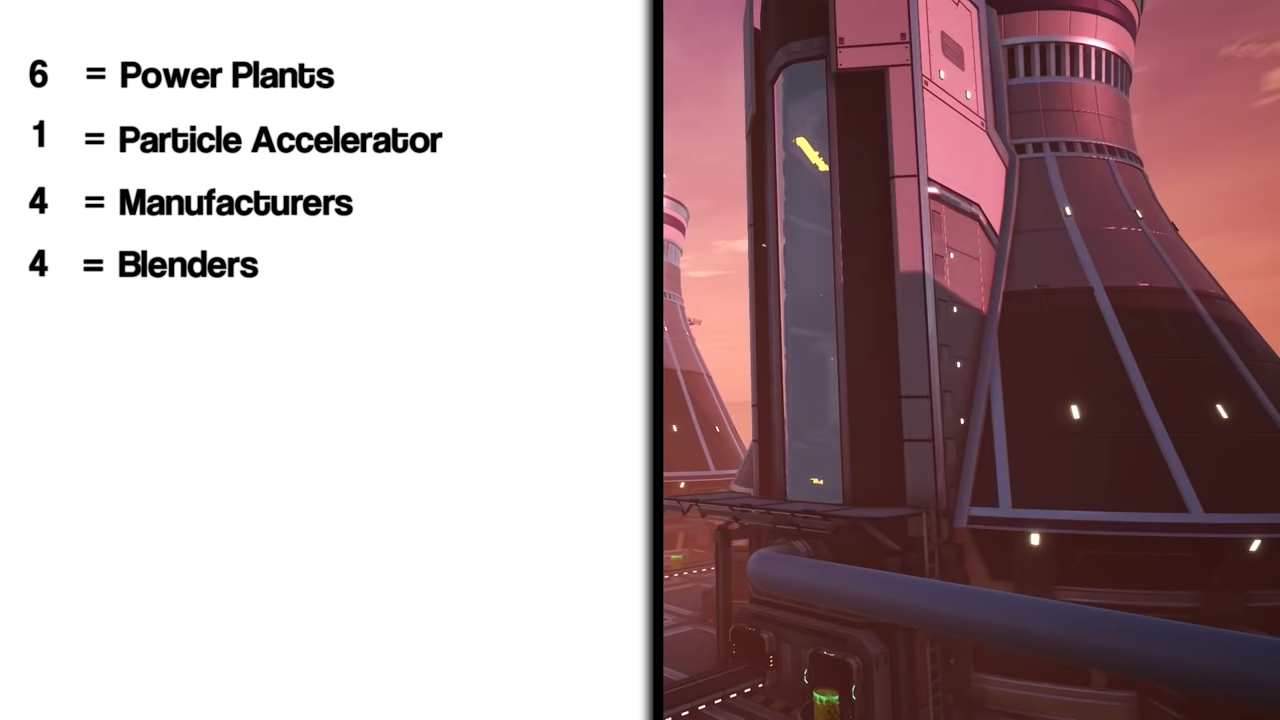 6 = Power Plants
1 = Particle Accelerator
4 = Manufacturers
4 = Blenders